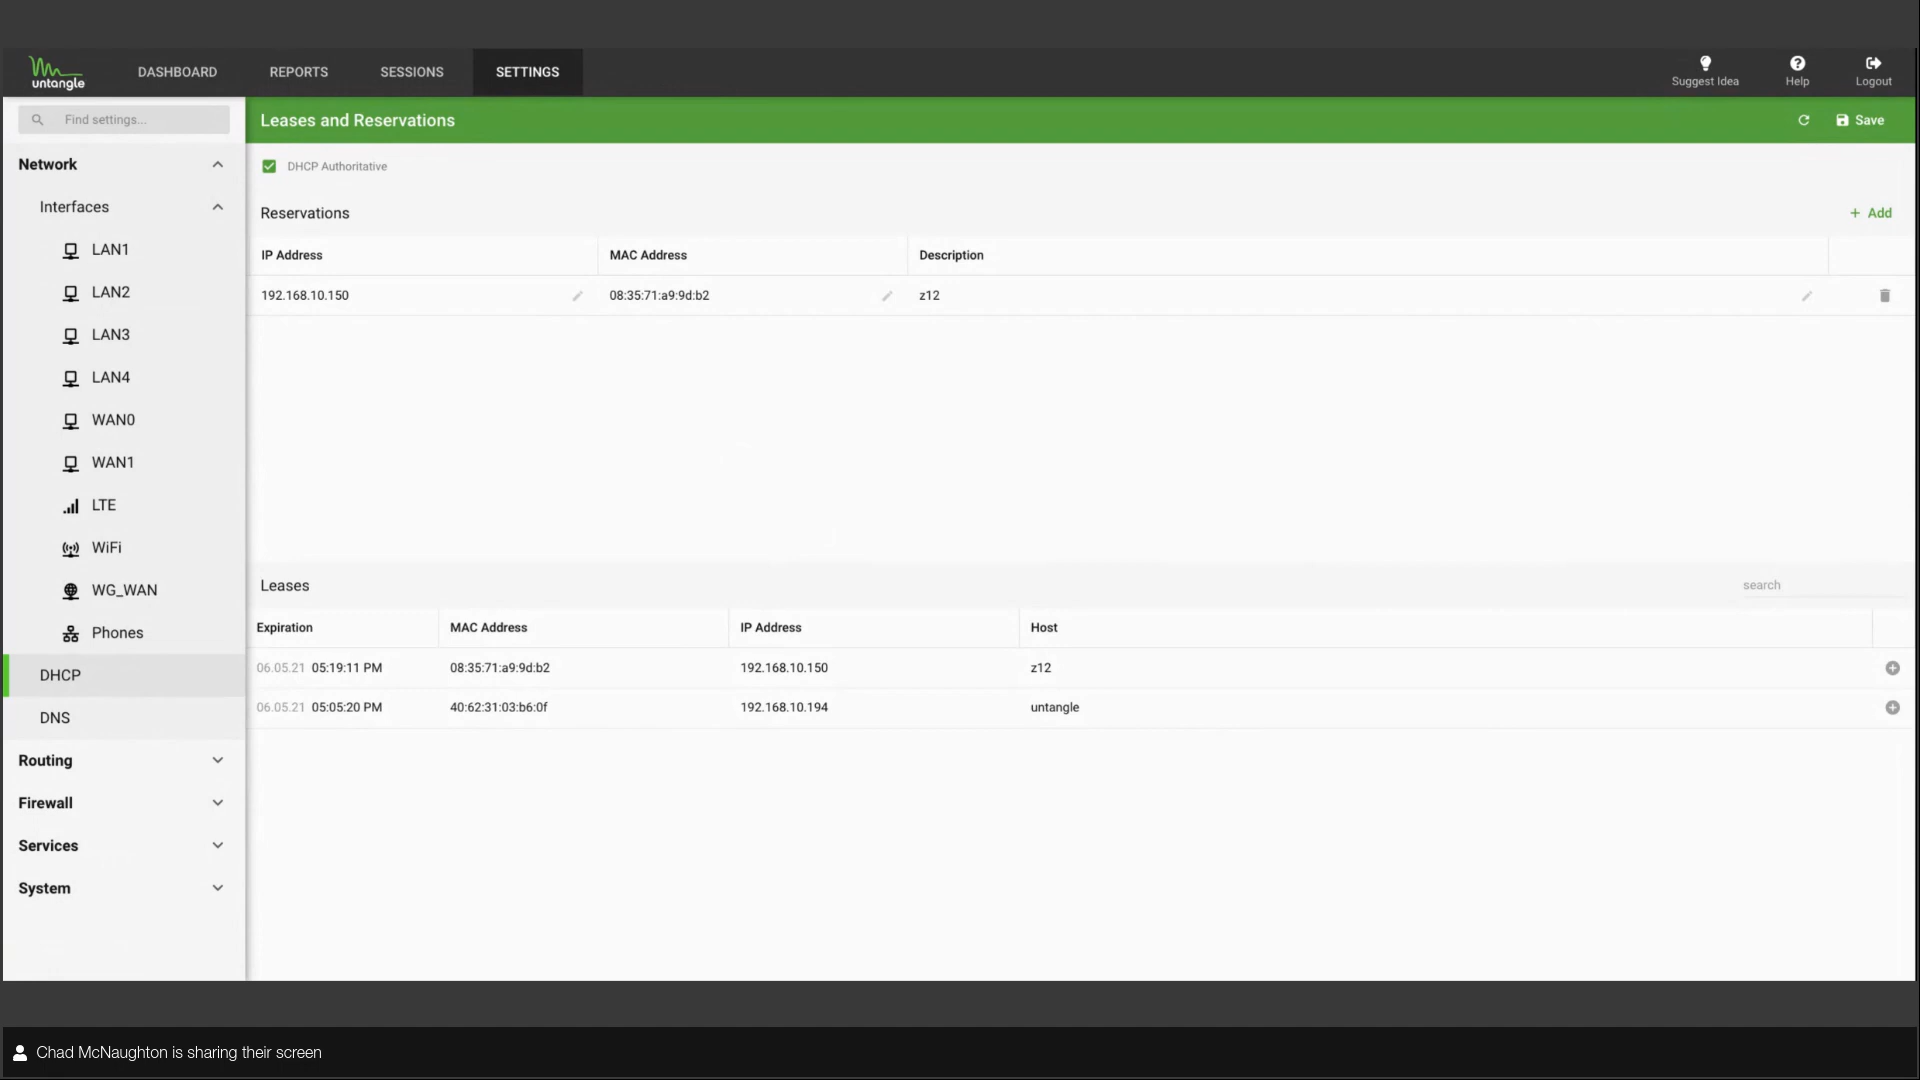 untangle
DASHBOARD
REPORTS
SESSIONS
SETTINGS
Suggest Idea
Help
Logout
Find settings...
Leases and Reservations
Save
Network
DHCP Authoritative
Interfaces
Reservations
+ Add
LAN1
IP Address
MAC Address
Description
LAN2
192.168.10.150
08:35:71:a9:9d:b2
z12
LAN3
LAN4
WAN0
WAN1
LTE
WiFi
WG_WAN
Phones
DHCP
DNS
Routing
Firewall
Services
System
Leases
search
Expiration
MAC Address
IP Address
Host
06.05.21 05:19:11 PM
08:35:71:a9:9d:b2
192.168.10.150
z12
06.05.21 05:05:20 PM
40:62:31:03:b6:0f
192.168.10.194
untangle
Chad McNaughton is sharing their screen